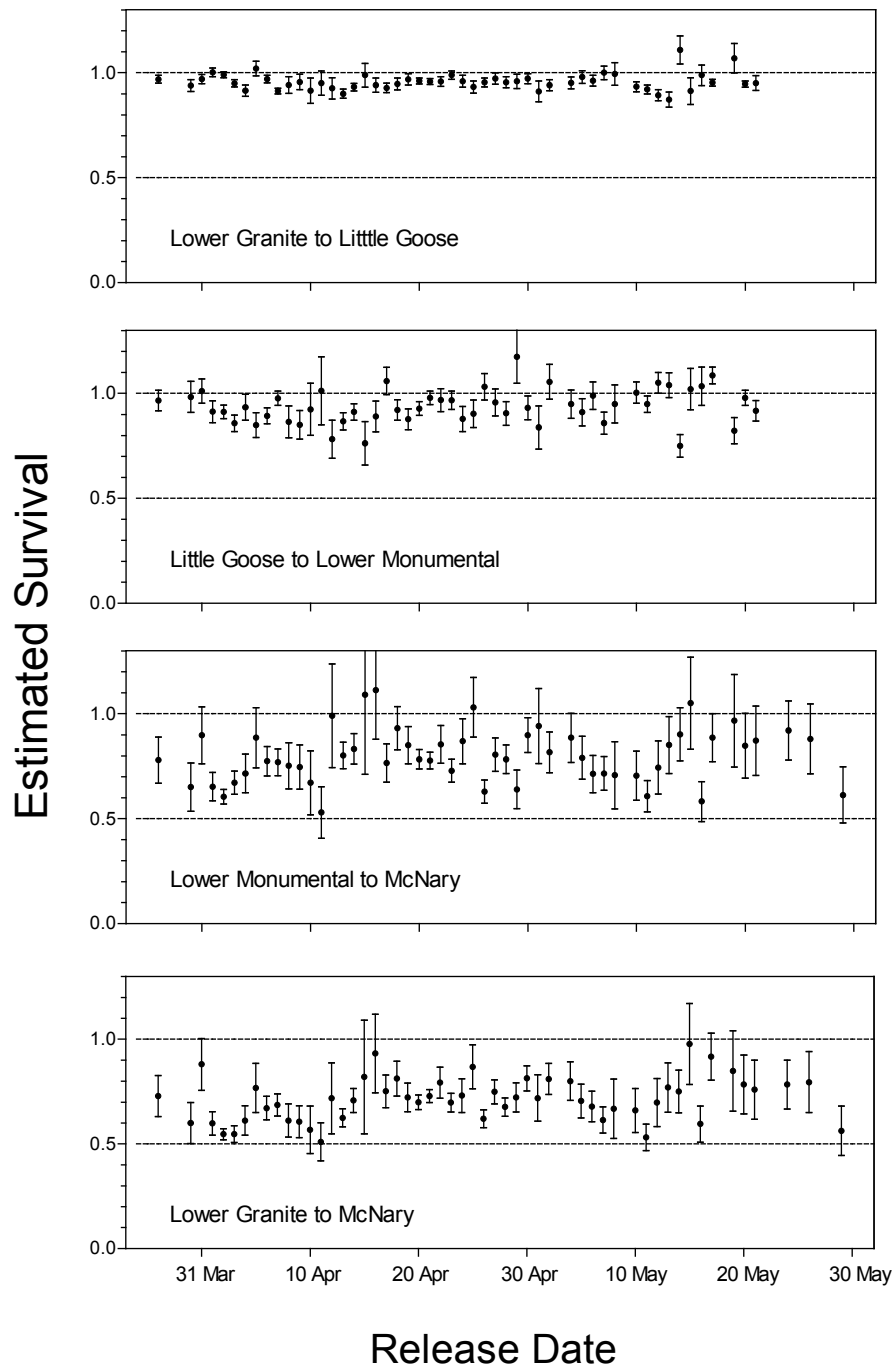 1.0
0.5
Lower Granite to Litttle Goose
0.0
1.0
0.5
Little Goose to Lower Monumental
0.0
Estimated Survival
1.0
0.5
Lower Monumental to McNary
0.0
1.0
0.5
Lower Granite to McNary
0.0
31 Mar 10 Apr 20 Apr 30 Apr 10 May 20 May 30 May
Release Date